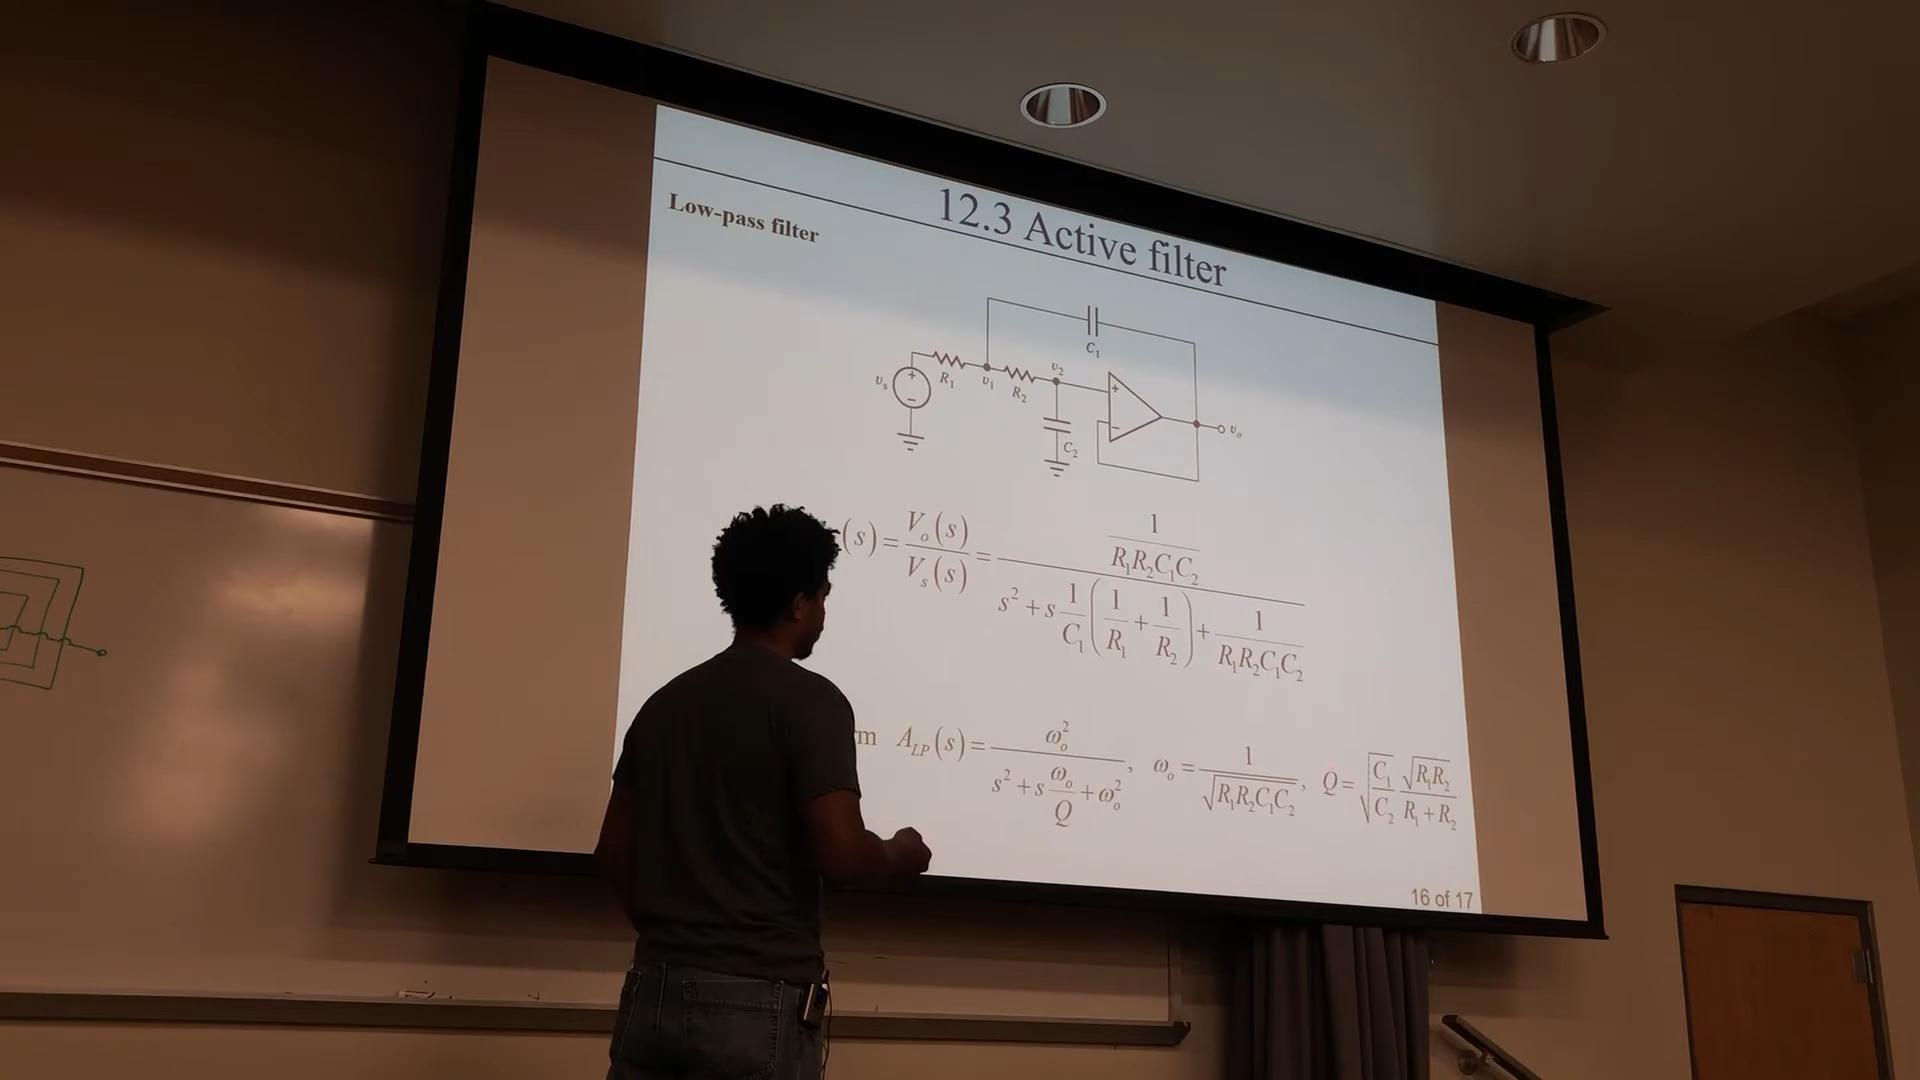 12.3 Active filter
Low-pass filter
C₁
v₂
vₛ R₁ v₁ R₂
+ −
+ −
C₂
vₒ
(s) = Vₒ(s) / Vₛ(s) = (1 / R₁R₂C₁C₂) / (s² + s (1/C₁) (1/R₁ + 1/R₂) + 1 / R₁R₂C₁C₂)
m A_LP(s) = ωₒ² / (s² + s ωₒ/Q + ωₒ²), ωₒ = 1 / √(R₁R₂C₁C₂), Q = √(C₁/C₂) √(R₁R₂) / (R₁ + R₂)
16 of 17